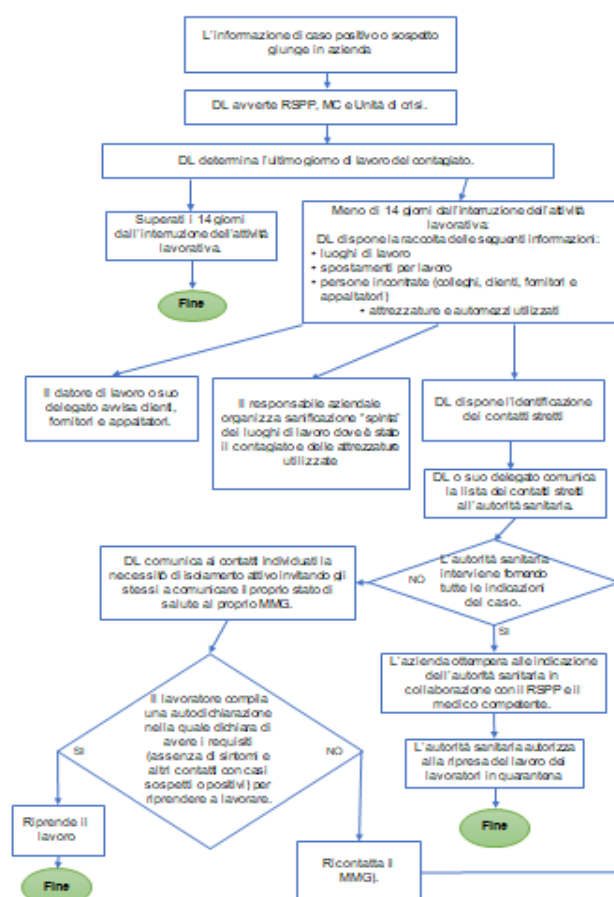 L'informazione di caso positivo o sospetto
giunge in azienda
DL avverte RSPP, MC e Unità di crisi.
DL determina l'ultimo giorno di lavoro del contagiato.
Superati i 14 giorni
dall'interruzione dell'attività
lavorativa.
Fine
Meno di 14 giorni dall'interruzione dell'attività
lavorativa:
DL dispone la raccolta delle seguenti informazioni:
• luoghi di lavoro
• spostamenti per lavoro
• persone incontrate (colleghi, clienti, fornitori e
appaltatori)
• attrezzature e automezzi utilizzati
Il datore di lavoro o suo
delegato avvisa clienti,
fornitori e appaltatori.
Il responsabile aziendale
organizza sanificazione "spinta"
dei luoghi di lavoro dove è stato
il contagiato e delle attrezzature
utilizzate
DL dispone l'identificazione
dei contatti stretti
DL o suo delegato comunica
la lista dei contatti stretti
all'autorità sanitaria.
L'autorità sanitaria
interviene fornendo
tutte le indicazioni
del caso.
NÒ
SI
DL comunica ai contatti individuati la
necessità di isolamento attivo invitando gli
stessi a comunicare il proprio stato di
salute al proprio MMG.
L'azienda ottempera alle indicazione
dell'autorità sanitaria in
collaborazione con il RSPP e il
medico competente.
L'autorità sanitaria autorizza
alla ripresa del lavoro dei
lavoratori in quarantena
Fine
Il lavoratore compila
una autodichiarazione
nella quale dichiara di
avere i requisiti
(assenza di sintomi e
altri contatti con casi
sospetti o positivi) per
riprendere a lavorare.
SI
NÒ
Riprende il
lavoro
Fine
Ricontatta il
MMG).